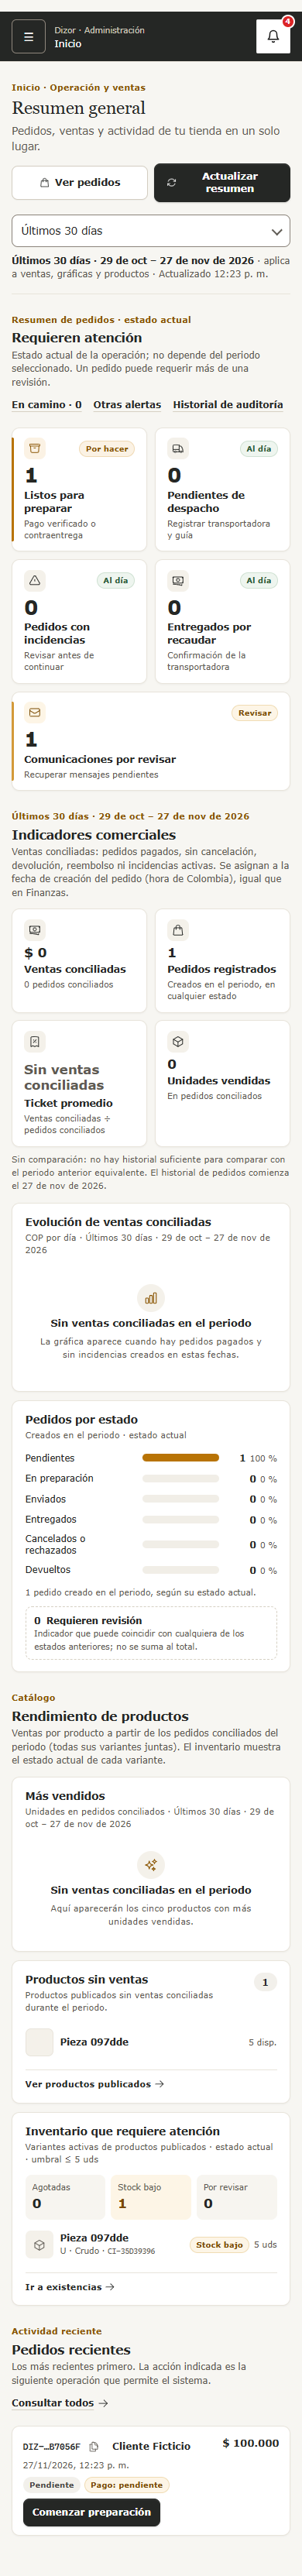 Dizor · Administración
Inicio
4
Inicio · Operación y ventas
Resumen general
Pedidos, ventas y actividad de tu tienda en un solo
lugar.
Ver pedidos
Actualizar
resumen
Últimos 30 días
Últimos 30 días · 29 de oct – 27 de nov de 2026 · aplica
a ventas, gráficas y productos · Actualizado 12:23 p. m.
Resumen de pedidos · estado actual
Requieren atención
Estado actual de la operación; no depende del periodo
seleccionado. Un pedido puede requerir más de una
revisión.
En camino · 0 Otras alertas Historial de auditoría
Por hacer
1
Listos para
preparar
Pago verificado o
contraentrega
Al día
0
Pendientes de
despacho
Registrar transportadora
y guía
Al día
0
Pedidos con
incidencias
Revisar antes de
continuar
Al día
0
Entregados por
recaudar
Confirmación de la
transportadora
Revisar
1
Comunicaciones por revisar
Recuperar mensajes pendientes
Últimos 30 días · 29 de oct – 27 de nov de 2026
Indicadores comerciales
Ventas conciliadas: pedidos pagados, sin cancelación,
devolución, reembolso ni incidencias activas. Se asignan a la
fecha de creación del pedido (hora de Colombia), igual que
en Finanzas.
$ 0
Ventas conciliadas
0 pedidos conciliados
1
Pedidos registrados
Creados en el periodo, en
cualquier estado
Sin ventas
conciliadas
Ticket promedio
Ventas conciliadas ÷
pedidos conciliados
0
Unidades vendidas
En pedidos conciliados
Sin comparación: no hay historial suficiente para comparar con
el periodo anterior equivalente. El historial de pedidos comienza
el 27 de nov de 2026.
Evolución de ventas conciliadas
COP por día · Últimos 30 días · 29 de oct – 27 de nov de
2026
Sin ventas conciliadas en el periodo
La gráfica aparece cuando hay pedidos pagados y
sin incidencias creados en estas fechas.
Pedidos por estado
Creados en el periodo · estado actual
Pendientes 1 100 %
En preparación 0 0 %
Enviados 0 0 %
Entregados 0 0 %
Cancelados o
rechazados 0 0 %
Devueltos 0 0 %
1 pedido creado en el periodo, según su estado actual.
0 Requieren revisión
Indicador que puede coincidir con cualquiera de los
estados anteriores; no se suma al total.
Catálogo
Rendimiento de productos
Ventas por producto a partir de los pedidos conciliados del
periodo (todas sus variantes juntas). El inventario muestra
el estado actual de cada variante.
Más vendidos
Unidades en pedidos conciliados · Últimos 30 días · 29 de
oct – 27 de nov de 2026
Sin ventas conciliadas en el periodo
Aquí aparecerán los cinco productos con más
unidades vendidas.
Productos sin ventas 1
Productos publicados sin ventas conciliadas
durante el periodo.
Pieza 097dde 5 disp.
Ver productos publicados →
Inventario que requiere atención
Variantes activas de productos publicados · estado actual
· umbral ≤ 5 uds
Agotadas
0
Stock bajo
1
Por revisar
0
Pieza 097dde
U · Crudo · CI-35D39396
Stock bajo 5 uds
Ir a existencias →
Actividad reciente
Pedidos recientes
Los más recientes primero. La acción indicada es la
siguiente operación que permite el sistema.
Consultar todos →
DIZ-…B7056F Cliente Ficticio $ 100.000
27/11/2026, 12:23 p. m.
Pendiente Pago: pendiente
Comenzar preparación